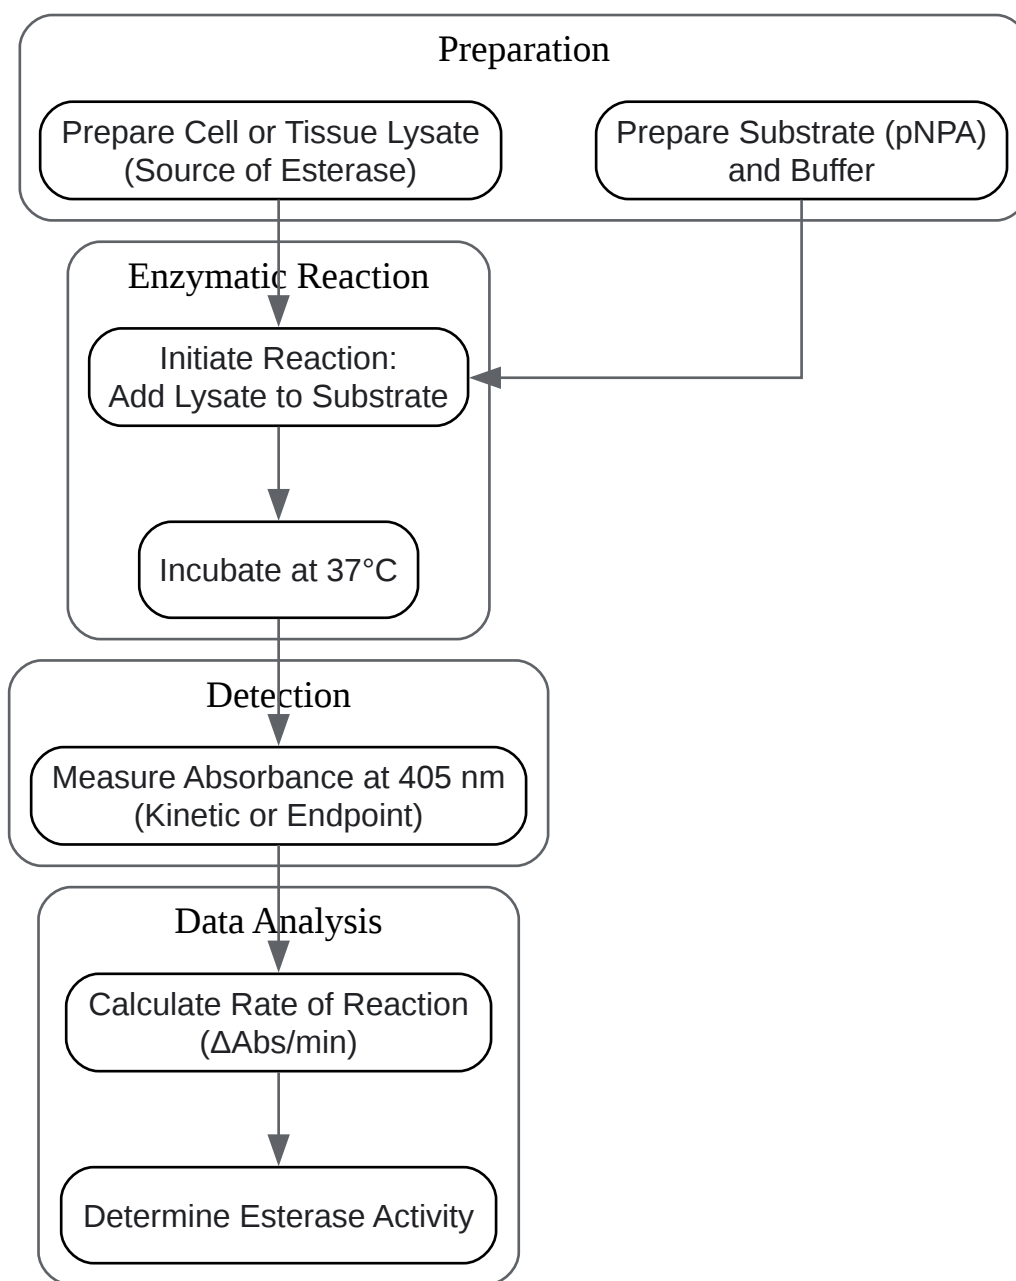 Preparation
Prepare Cell or Tissue Lysate
(Source of Esterase)
Prepare Substrate (pNPA)
and Buffer
Enzymatic Reaction
Initiate Reaction:
Add Lysate to Substrate
Incubate at 37°C
Detection
Measure Absorbance at 405 nm
(Kinetic or Endpoint)
Data Analysis
Calculate Rate of Reaction
(ΔAbs/min)
Determine Esterase Activity